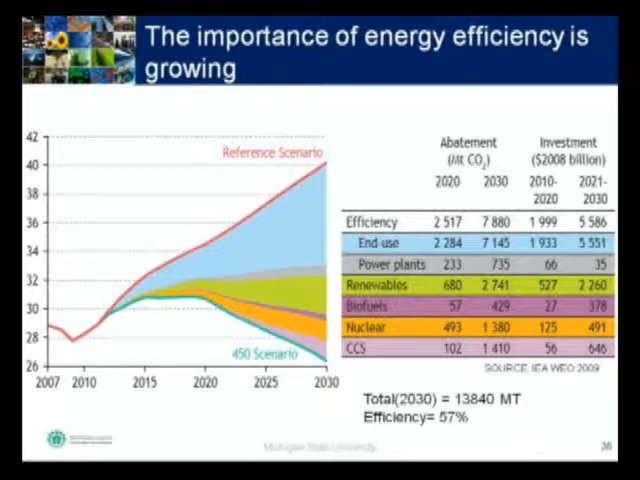 The importance of energy efficiency is
growing
42
40
38
36
34
32
30
28
26
2007 2010 2015 2020 2025 2030
Reference Scenario
450 Scenario
Abatement Investment
(Mt CO2) ($2008 billion)
2020 2030 2010- 2021-
2020 2030
Efficiency 2 517 7 880 1 999 5 586
End-use 2 284 7 145 1 933 5 551
Power plants 233 735 66 35
Renewables 680 2 741 527 2 260
Biofuels 57 429 27 378
Nuclear 493 1 380 125 491
CCS 102 1 410 56 646
SOURCE: IEA WEO 2009
Total(2030) = 13840 MT
Efficiency= 57%
Michigan State University
36